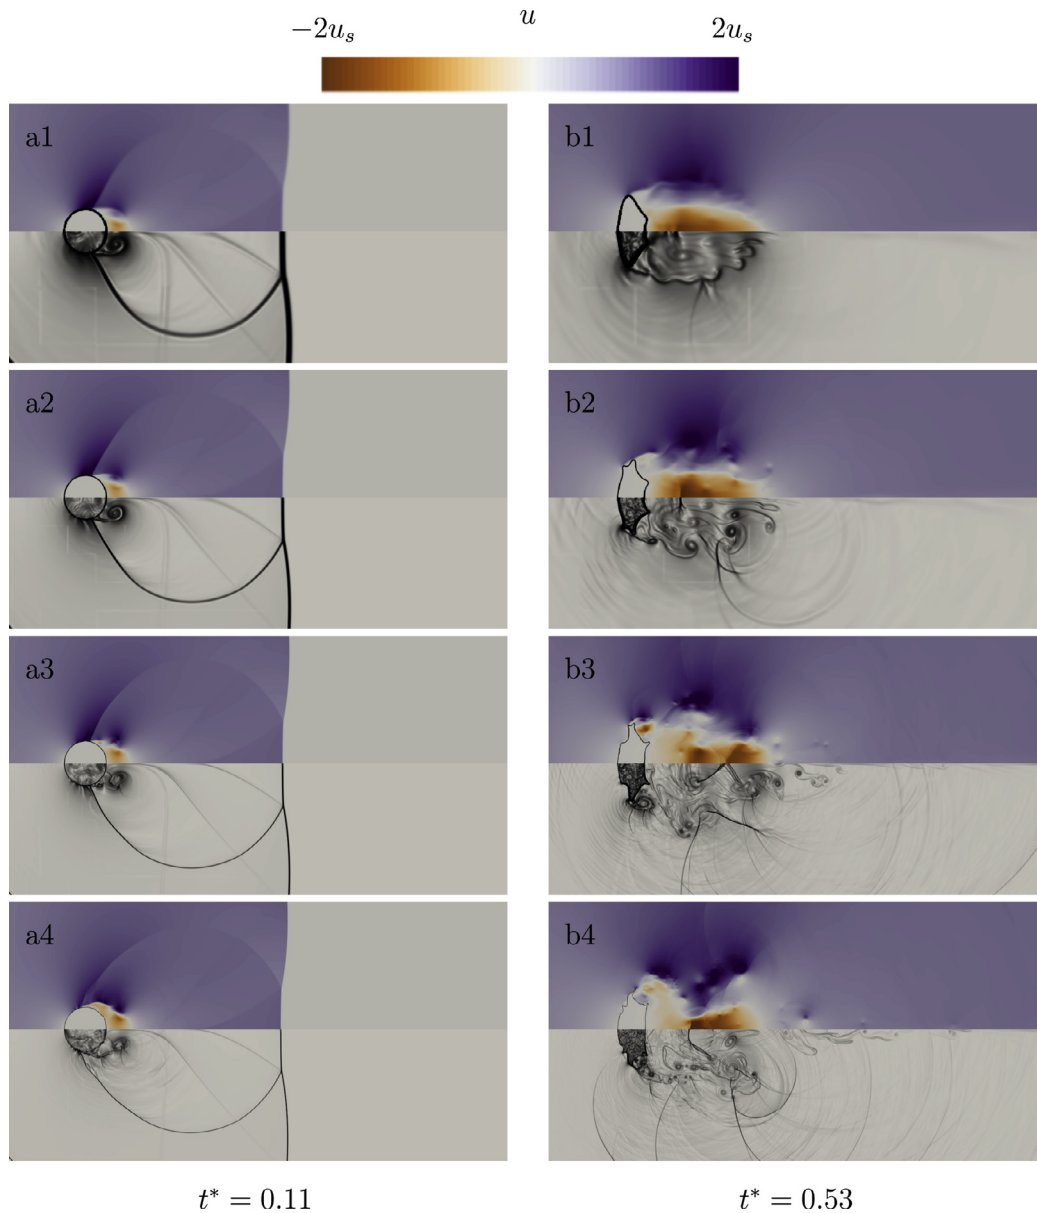 u
−2u_s 2u_s
a1 b1
a2 b2
a3 b3
a4 b4
t* = 0.11 t* = 0.53